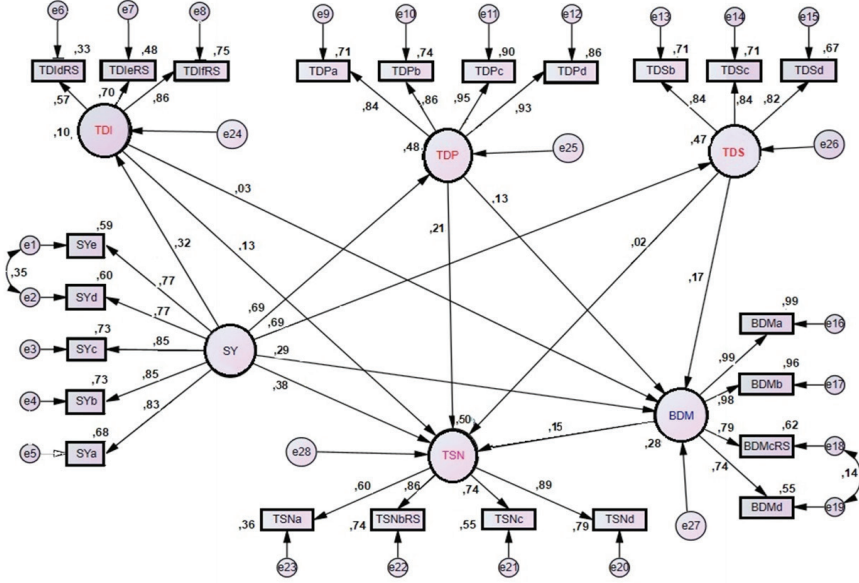 e6 e7 e8
,33 ,48 ,75
TDIdRS TDIeRS TDIfRS
,57 ,70 ,86
,10 TDI e24
e9 e10 e11 e12
,71 ,74 ,90 ,86
TDPa TDPb TDPc TDPd
,84 ,86 ,95 ,93
,48 TDP e25
e13 e14 e15
,71 ,71 ,67
TDSb TDSc TDSd
,84 ,84 ,82
,47 TDS e26
,03
,13
,21
,13
,02
,17
,32
,69
,69
,29
,38
,15
e1 SYe ,59
,35
e2 SYd ,60
e3 SYc ,73
e4 SYb ,73
e5 SYa ,68
,77
,77
,85
,85
,83
SY
BDMa ,99 e16
BDMb ,96 e17
BDMcRS ,62 e18
BDMd ,55 e19
,14
,99
,98
,79
,74
BDM
,28
e27
,50
TSN
e28
,60 ,86 ,74 ,89
,36 TSNa ,74 TSNbRS ,55 TSNc ,79 TSNd
e23 e22 e21 e20